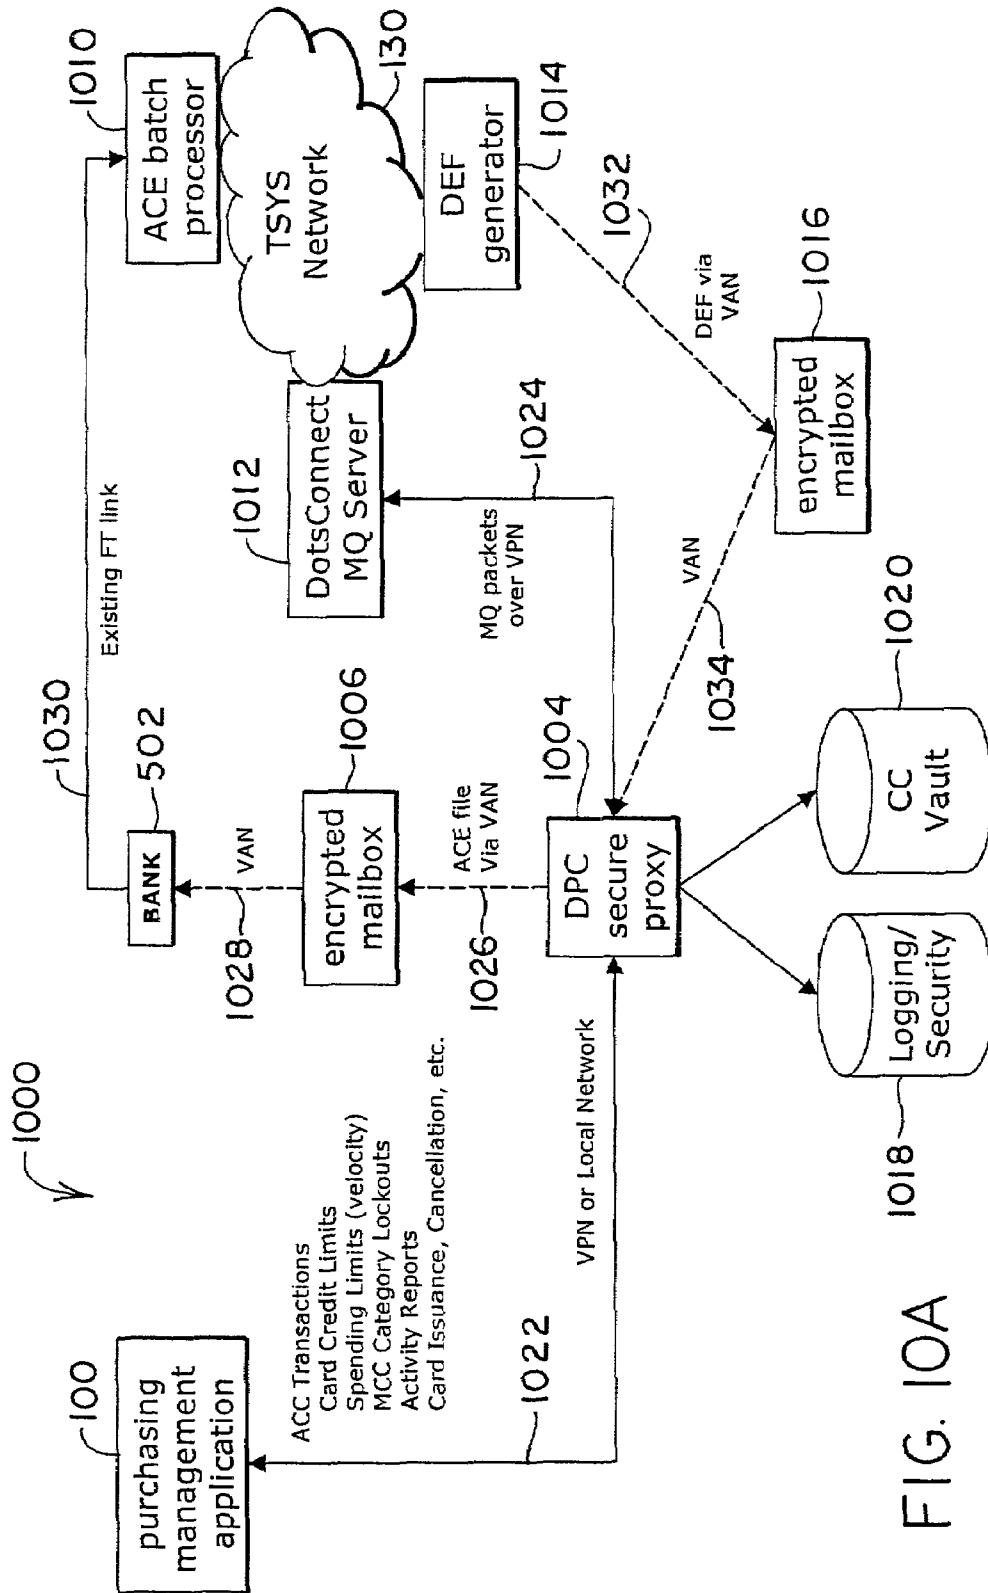 1000
100
purchasing
management
application
ACC Transactions
Card Credit Limits
Spending Limits (velocity)
MCC Category Lockouts
Activity Reports
Card Issuance, Cancellation, etc.
1022
VPN or Local Network
1030
Existing FT link
502
BANK
1028
VAN
1006
encrypted
mailbox
1026
ACE file
Via VAN
1004
DPC
secure
proxy
1018
Logging/
Security
1020
CC
Vault
1010
ACE batch
processor
TSYS
Network
130
1012
DotsConnect
MQ Server
1014
DEF
generator
1024
MQ packets
over VPN
1032
DEF via
VAN
1016
encrypted
mailbox
VAN
1034
FIG. 10A